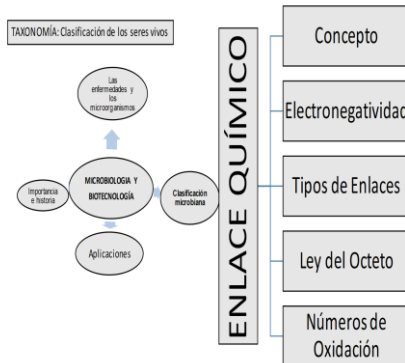 TAXONOMÍA: Clasificación de los seres vivos
Las
enfermedades y
los
microorganismos
MICROBIOLOGIA Y
BIOTECNOLOGÍA
Importancia
e historia
Clasificación
microbiana
Aplicaciones
ENLACE QUÍMICO
Concepto
Electronegatividad
Tipos de Enlaces
Ley del Octeto
Números de
Oxidación